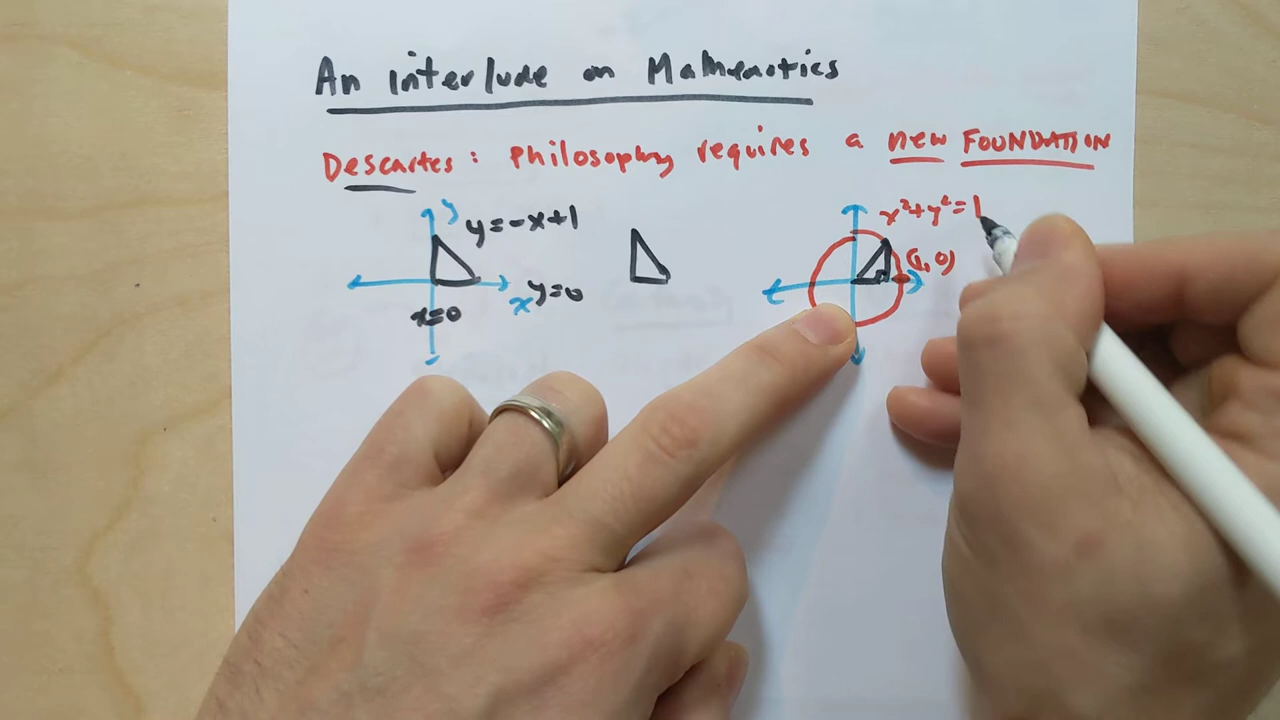 An interlude on Mathematics
Descartes: Philosophy requires a new FOUNDATION
y
y=-x+1
x
y=0
x=0
x²+y²=1
(1, 0)